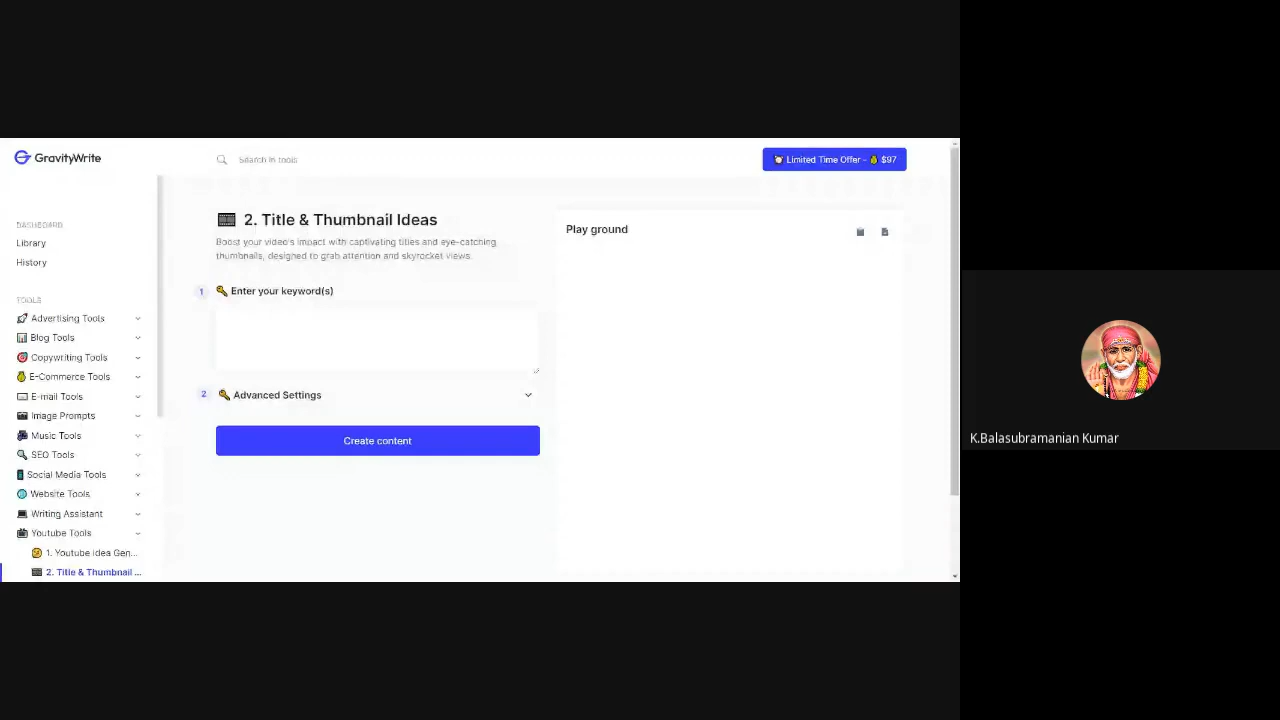 GravityWrite
Search in tools
Limited Time Offer - $97
DASHBOARD
Library
History
TOOLS
Advertising Tools
Blog Tools
Copywriting Tools
E-Commerce Tools
E-mail Tools
Image Prompts
Music Tools
SEO Tools
Social Media Tools
Website Tools
Writing Assistant
Youtube Tools
1. Youtube Idea Gen...
2. Title & Thumbnail ...
2. Title & Thumbnail Ideas
Boost your video's impact with captivating titles and eye-catching
thumbnails, designed to grab attention and skyrocket views.
1 Enter your keyword(s)
2 Advanced Settings
Create content
Play ground
K.Balasubramanian Kumar